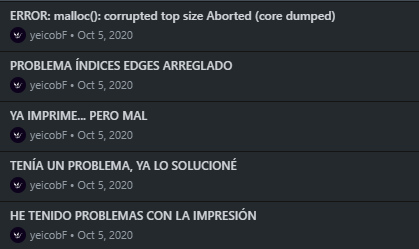 ERROR: malloc(): corrupted top size Aborted (core dumped)
yeicobF • Oct 5, 2020
PROBLEMA ÍNDICES EDGES ARREGLADO
yeicobF • Oct 5, 2020
YA IMPRIME... PERO MAL
yeicobF • Oct 5, 2020
TENÍA UN PROBLEMA, YA LO SOLUCIONÉ
yeicobF • Oct 5, 2020
HE TENIDO PROBLEMAS CON LA IMPRESIÓN
yeicobF • Oct 5, 2020